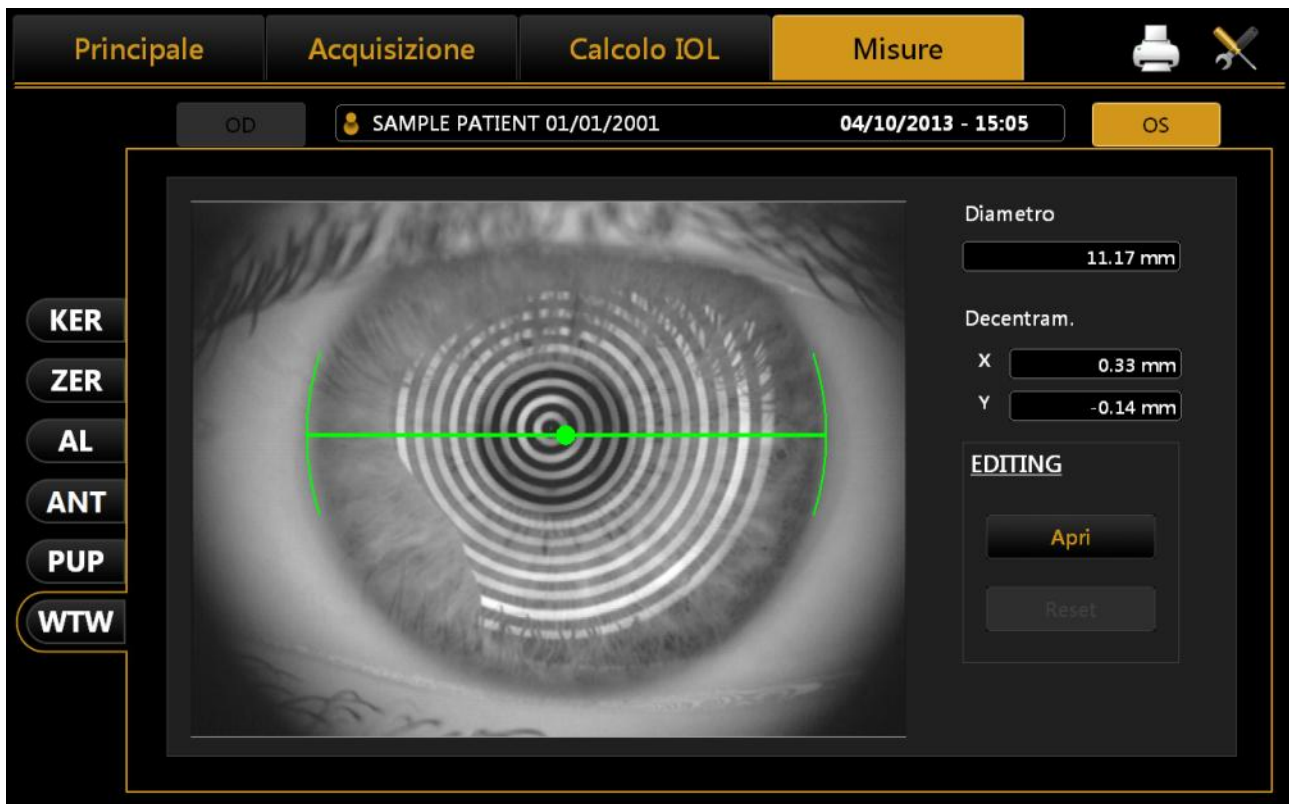 Principale Acquisizione Calcolo IOL Misure
OD SAMPLE PATIENT 01/01/2001 04/10/2013 - 15:05 OS
Diametro
11.17 mm
Decentram.
X 0.33 mm
Y -0.14 mm
EDITING
Apri
Reset
KER
ZER
AL
ANT
PUP
WTW